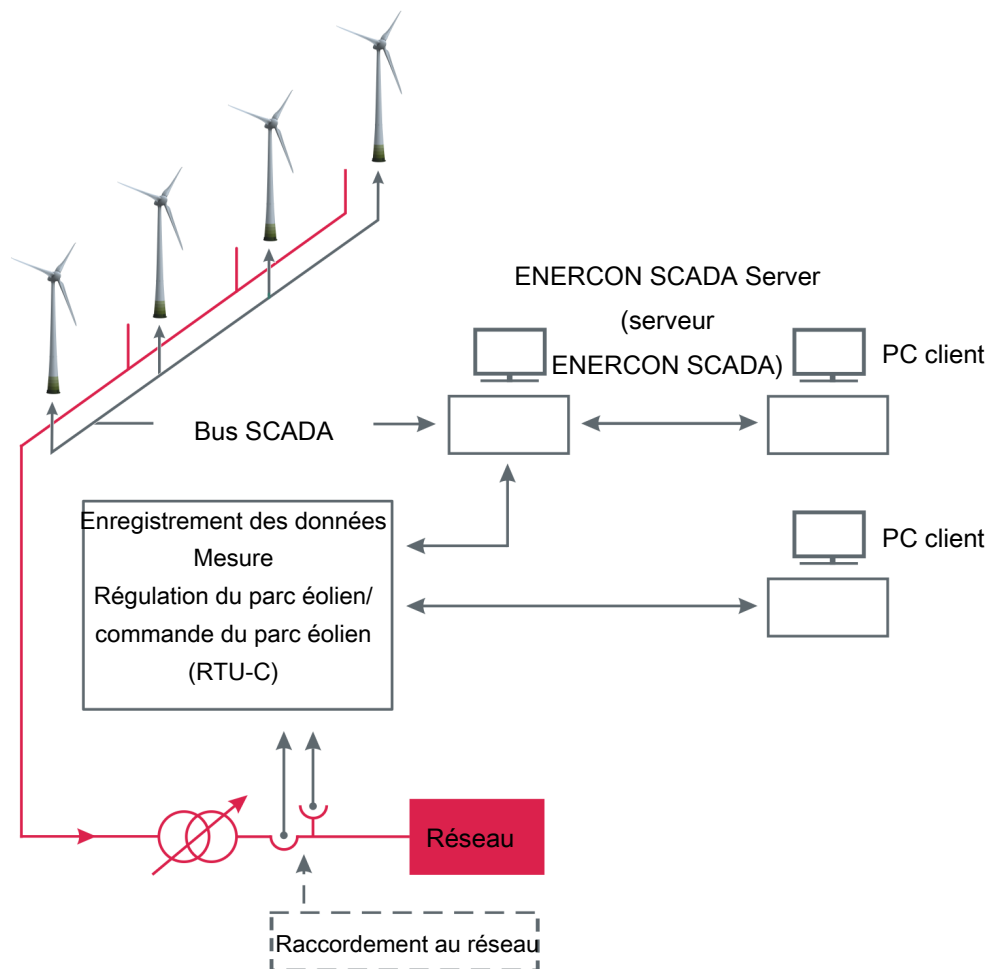 ENERCON SCADA Server
(serveur
ENERCON SCADA)
PC client
Bus SCADA
Enregistrement des données
Mesure
Régulation du parc éolien/
commande du parc éolien
(RTU-C)
PC client
Réseau
Raccordement au réseau